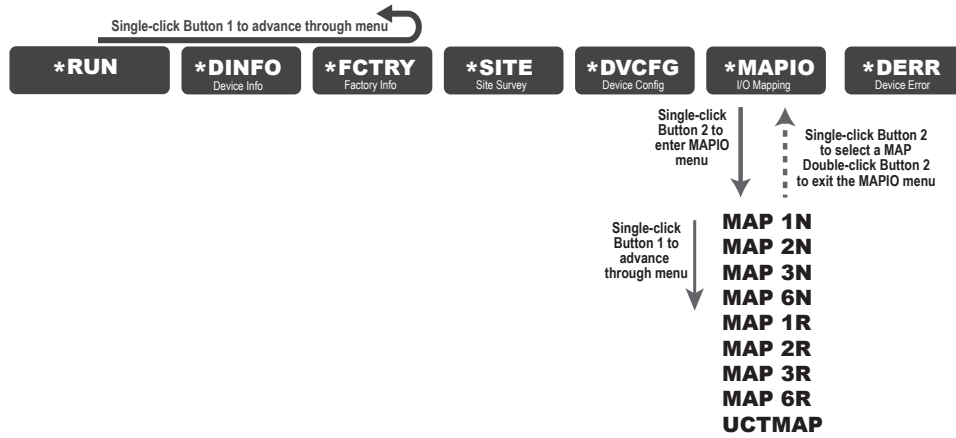 Single-click Button 1 to advance through menu
*RUN
*DINFO
Device Info
*FCTRY
Factory Info
*SITE
Site Survey
*DVCFG
Device Config
*MAPIO
I/O Mapping
*DERR
Device Error
Single-click
Button 2 to
enter MAPIO
menu
Single-click Button 2
to select a MAP
Double-click Button 2
to exit the MAPIO menu
Single-click
Button 1 to
advance
through menu
MAP 1N
MAP 2N
MAP 3N
MAP 6N
MAP 1R
MAP 2R
MAP 3R
MAP 6R
UCTMAP